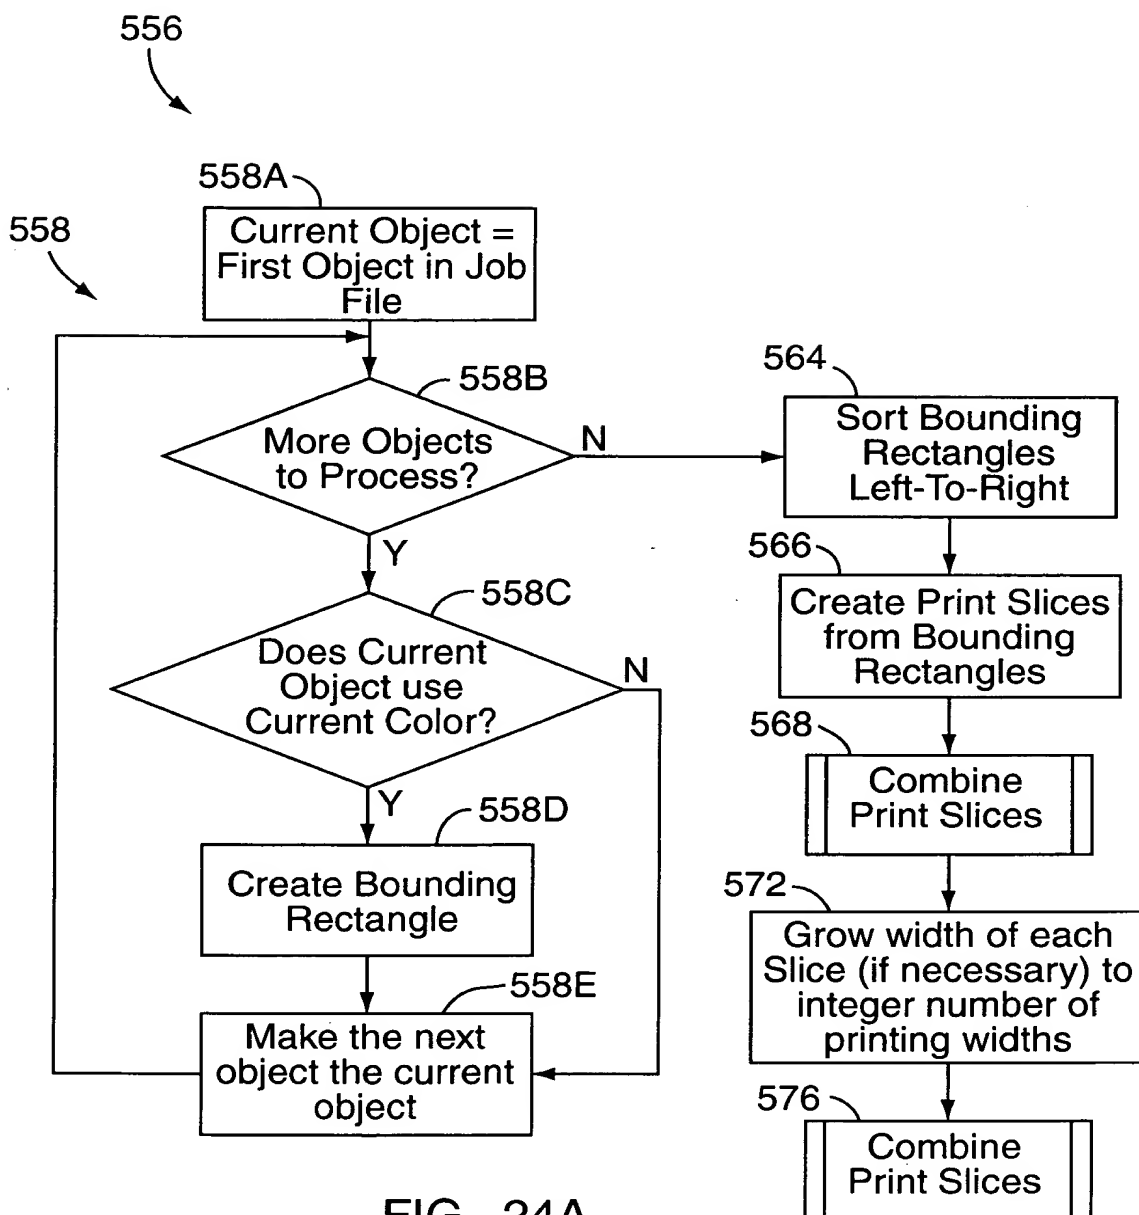 556
558A
558
Current Object =
First Object in Job
File
558B
More Objects
to Process?
N
Y
558C
Does Current
Object use
Current Color?
N
Y
558D
Create Bounding
Rectangle
558E
Make the next
object the current
object
564
Sort Bounding
Rectangles
Left-To-Right
566
Create Print Slices
from Bounding
Rectangles
568
Combine
Print Slices
572
Grow width of each
Slice (if necessary) to
integer number of
printing widths
576
Combine
Print Slices
FIG. 24A